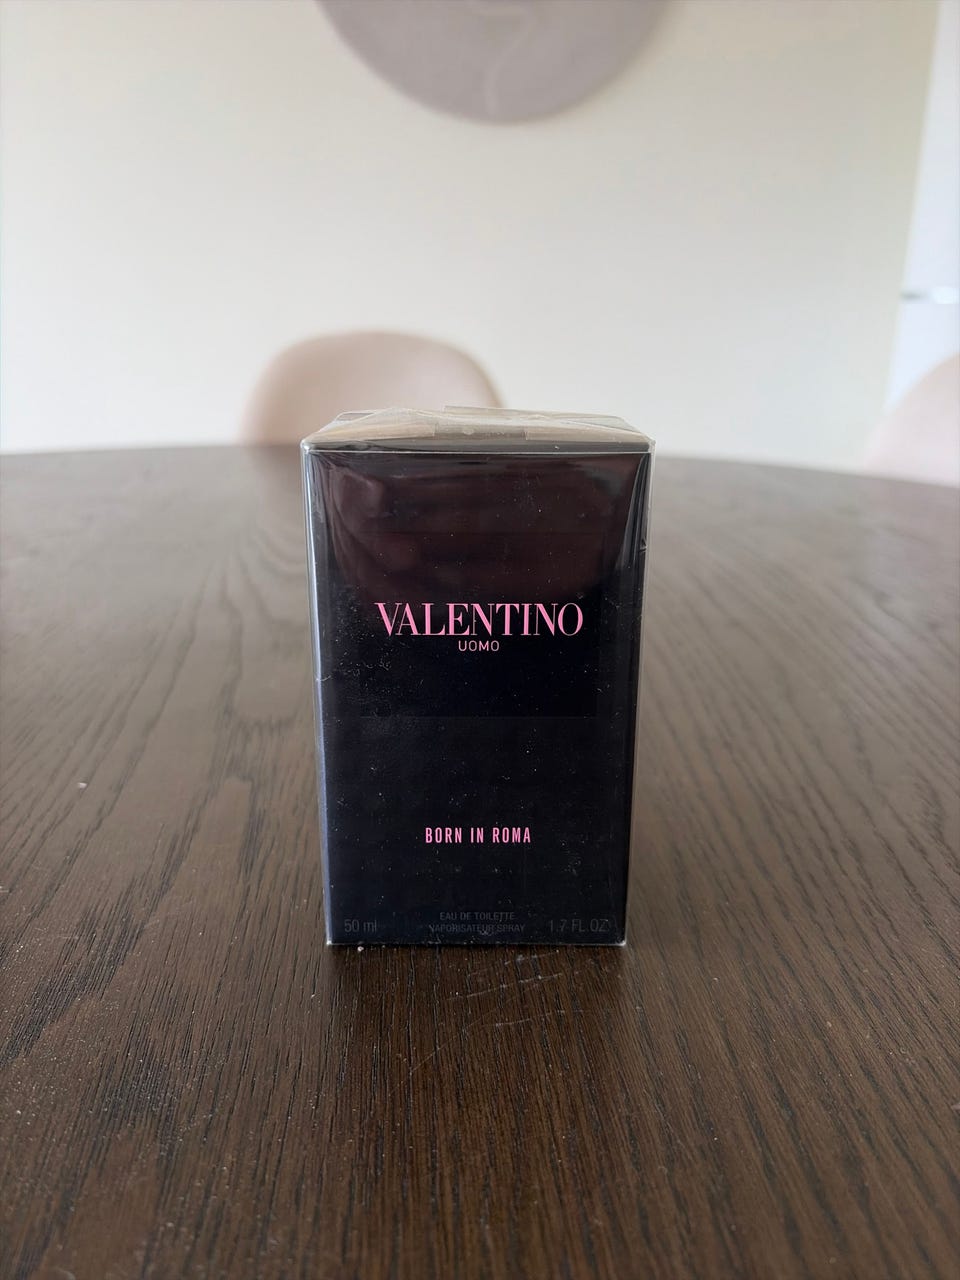 VALENTINO
UOMO
BORN IN ROMA
EAU DE TOILETTE
50 ml VAPORISATEUR SPRAY 1.7 FL.OZ